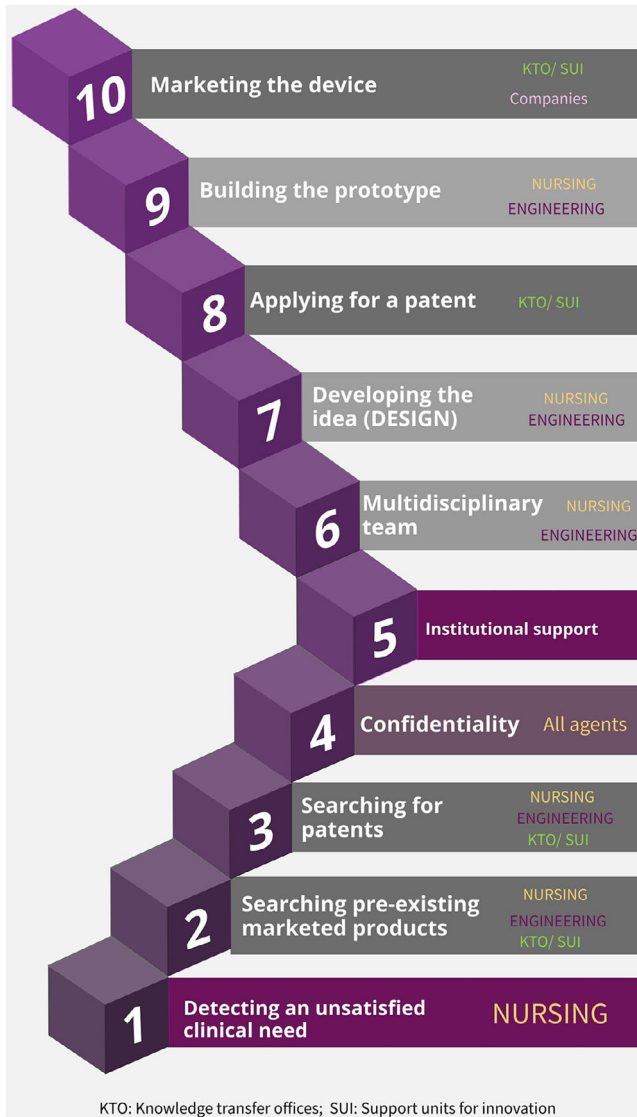 10
Marketing the device
KTO/ SUI
Companies
9
Building the prototype
NURSING
ENGINEERING
8
Applying for a patent
KTO/ SUI
7
Developing the
idea (DESIGN)
NURSING
ENGINEERING
6
Multidisciplinary
team
NURSING
ENGINEERING
5
Institutional support
4
Confidentiality
All agents
3
Searching for
patents
NURSING
ENGINEERING
KTO/ SUI
2
Searching pre-existing
marketed products
NURSING
ENGINEERING
KTO/ SUI
1
Detecting an unsatisfied
clinical need
NURSING
KTO: Knowledge transfer offices; SUI: Support units for innovation